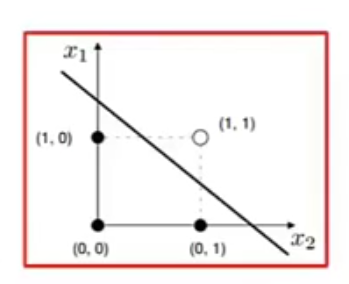 x₁
(1, 1)
(1, 0)
x₂
(0, 0)
(0, 1)